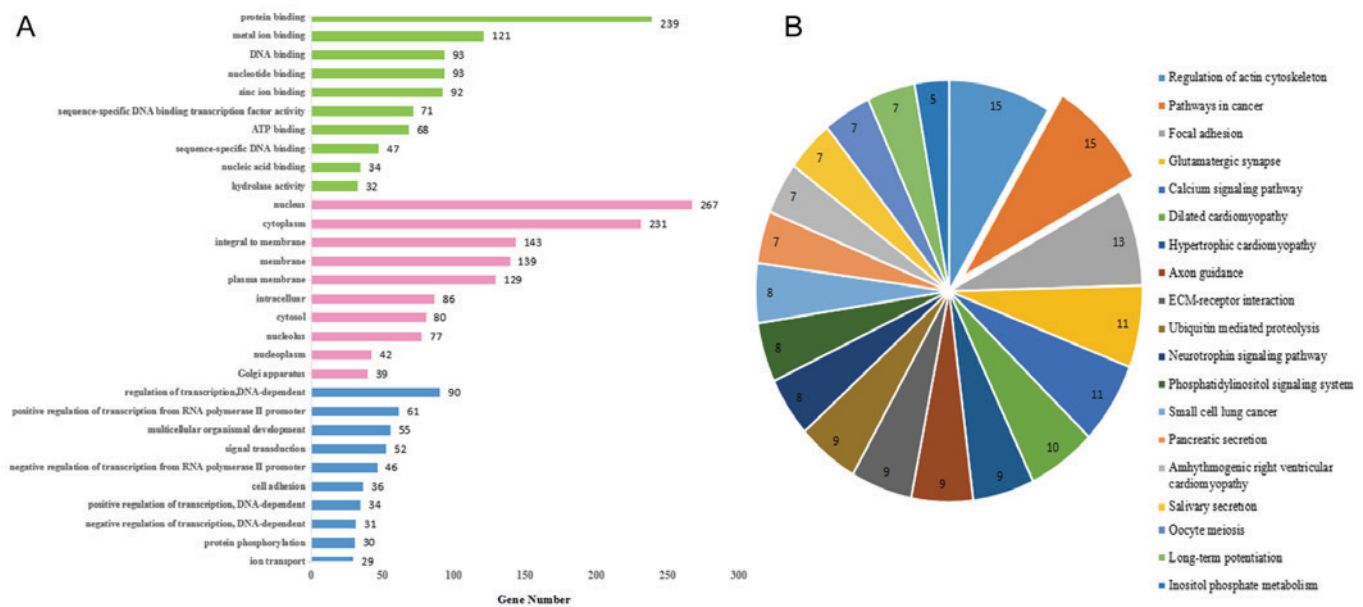 A
protein binding 239
metal ion binding 121
DNA binding 93
nucleotide binding 93
zinc ion binding 92
sequence-specific DNA binding transcription factor activity 71
ATP binding 68
sequence-specific DNA binding 47
nucleic acid binding 34
hydrolase activity 32
nucleus 267
cytoplasm 231
integral to membrane 143
membrane 139
plasma membrane 129
intracelluar 86
cytosol 80
nucleolus 77
nucleoplasm 42
Golgi apparatus 39
regulation of transcription,DNA-dependent 90
positive regulation of transcription from RNA polymerase II promoter 61
multicellular organismal development 55
signal transduction 52
negative regulation of transcription from RNA polymerase II promoter 46
cell adhesion 36
positive regulation of transcription, DNA-dependent 34
negative regulation of transcription, DNA-dependent 31
protein phosphorylation 30
ion transport 29
0 50 100 150 200 250 300
Gene Number
B
15
15
13
11
11
10
9
9
9
9
8
8
8
7
7
7
7
7
5
Regulation of actin cytoskeleton
Pathways in cancer
Focal adhesion
Glutamatergic synapse
Calcium signaling pathway
Dilated cardiomyopathy
Hypertrophic cardiomyopathy
Axon guidance
ECM-receptor interaction
Ubiquitin mediated proteolysis
Neurotrophin signaling pathway
Phosphatidylinositol signaling system
Small cell lung cancer
Pancreatic secretion
Amhythmogenic right ventricular
cardiomyopathy
Salivary secretion
Oocyte meiosis
Long-term potentiation
Inositol phosphate metabolism